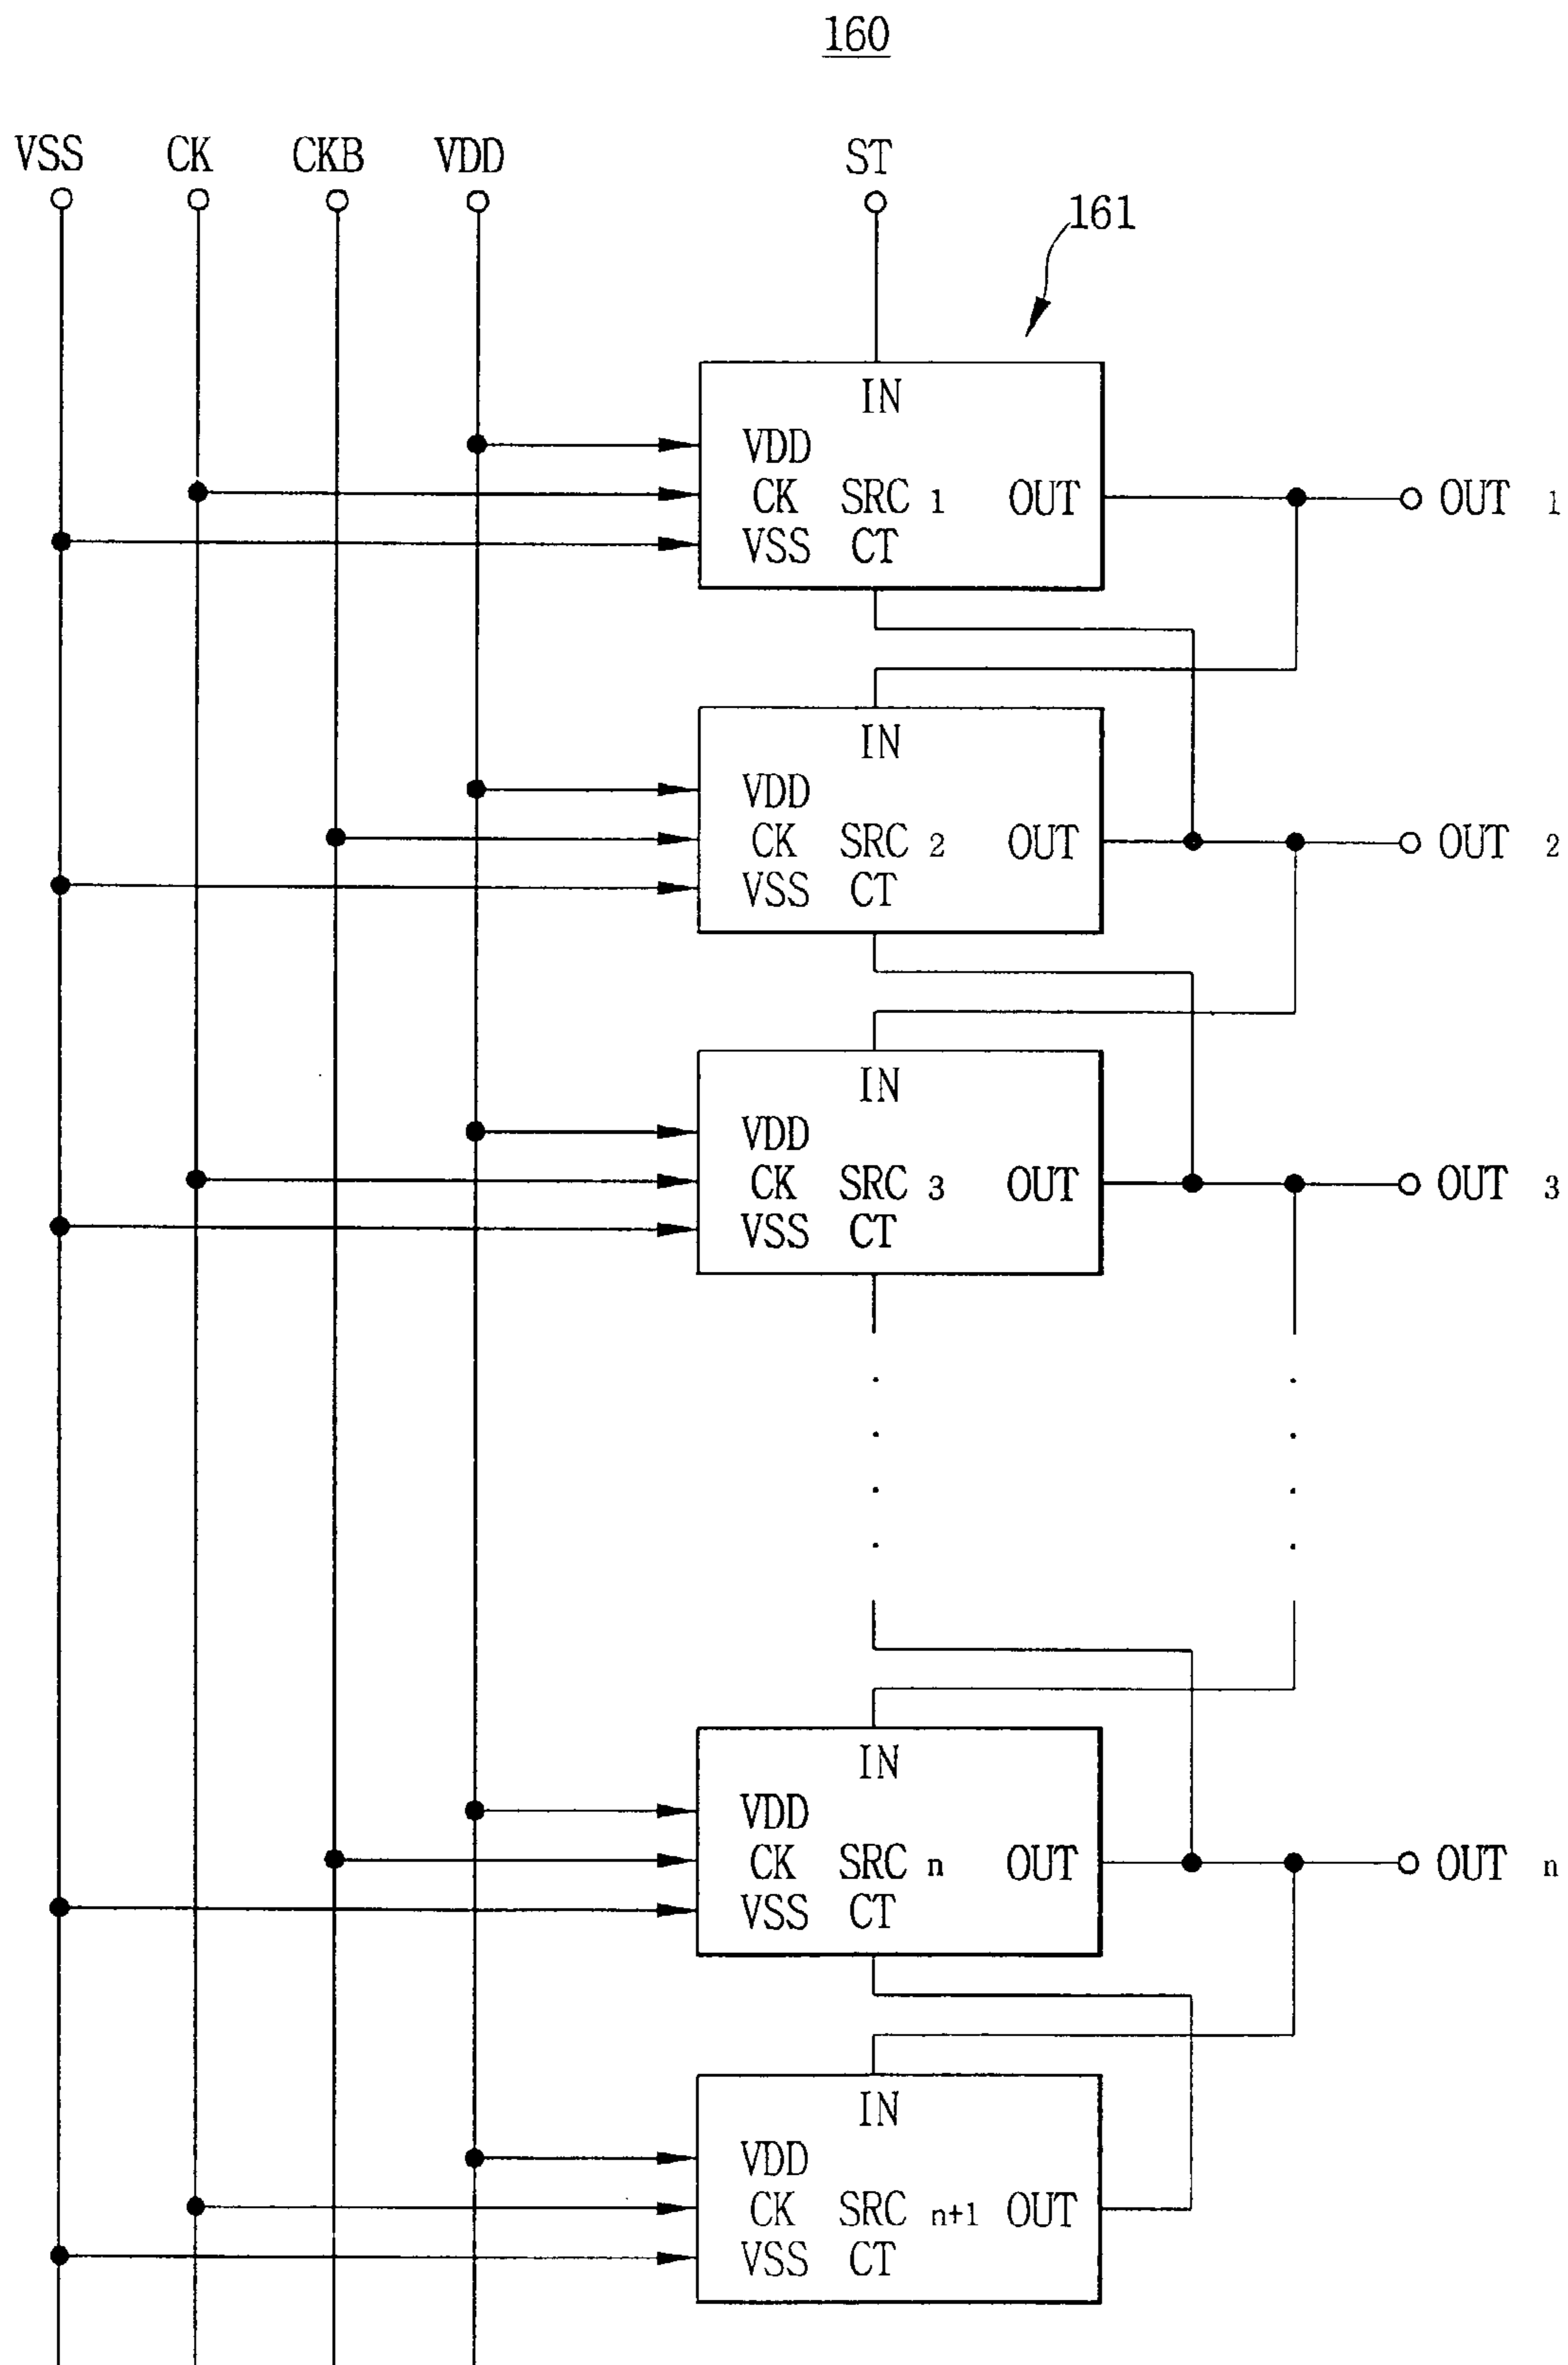 160
VSS CK CKB VDD ST
161
IN
VDD
CK SRC 1 OUT OUT 1
VSS CT
IN
VDD
CK SRC 2 OUT OUT 2
VSS CT
IN
VDD
CK SRC 3 OUT OUT 3
VSS CT
IN
VDD
CK SRC n OUT OUT n
VSS CT
IN
VDD
CK SRC n+1 OUT
VSS CT